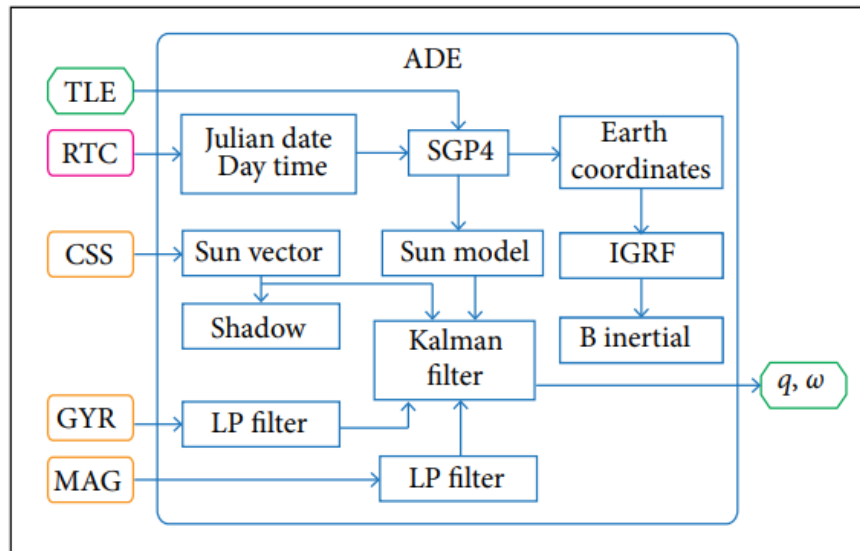 ADE
TLE
RTC
Julian date
Day time
SGP4
Earth
coordinates
CSS
Sun vector
Sun model
IGRF
Shadow
Kalman
filter
B inertial
q, ω
GYR
LP filter
MAG
LP filter